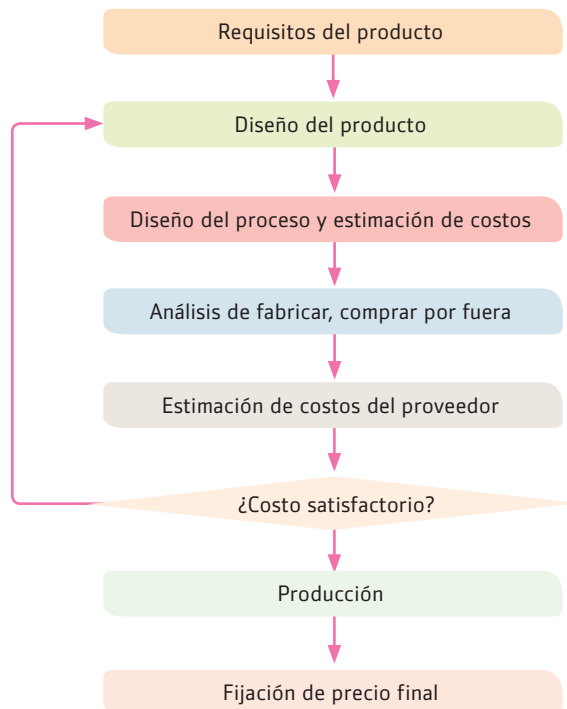 Requisitos del producto
Diseño del producto
Diseño del proceso y estimación de costos
Análisis de fabricar, comprar por fuera
Estimación de costos del proveedor
¿Costo satisfactorio?
Producción
Fijación de precio final